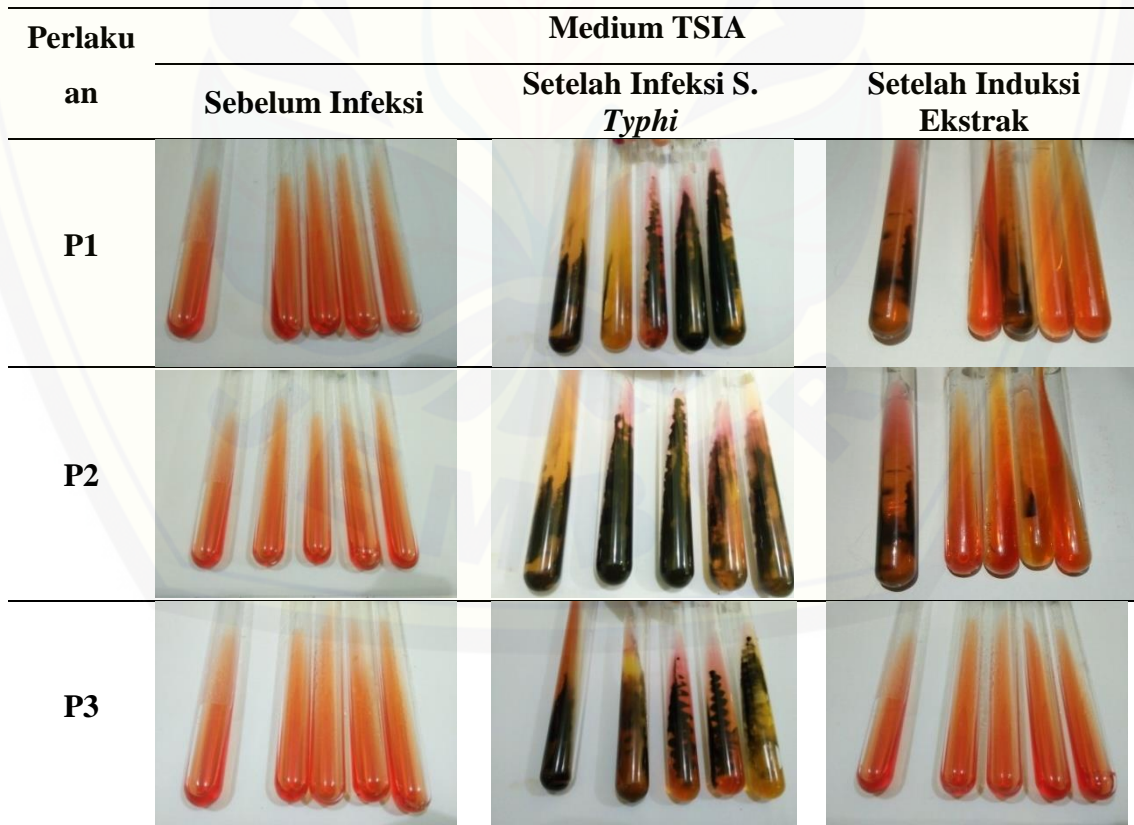 Perlaku
an
Medium TSIA
Sebelum Infeksi
Setelah Infeksi S.
Typhi
Setelah Induksi
Ekstrak
P1
P2
P3